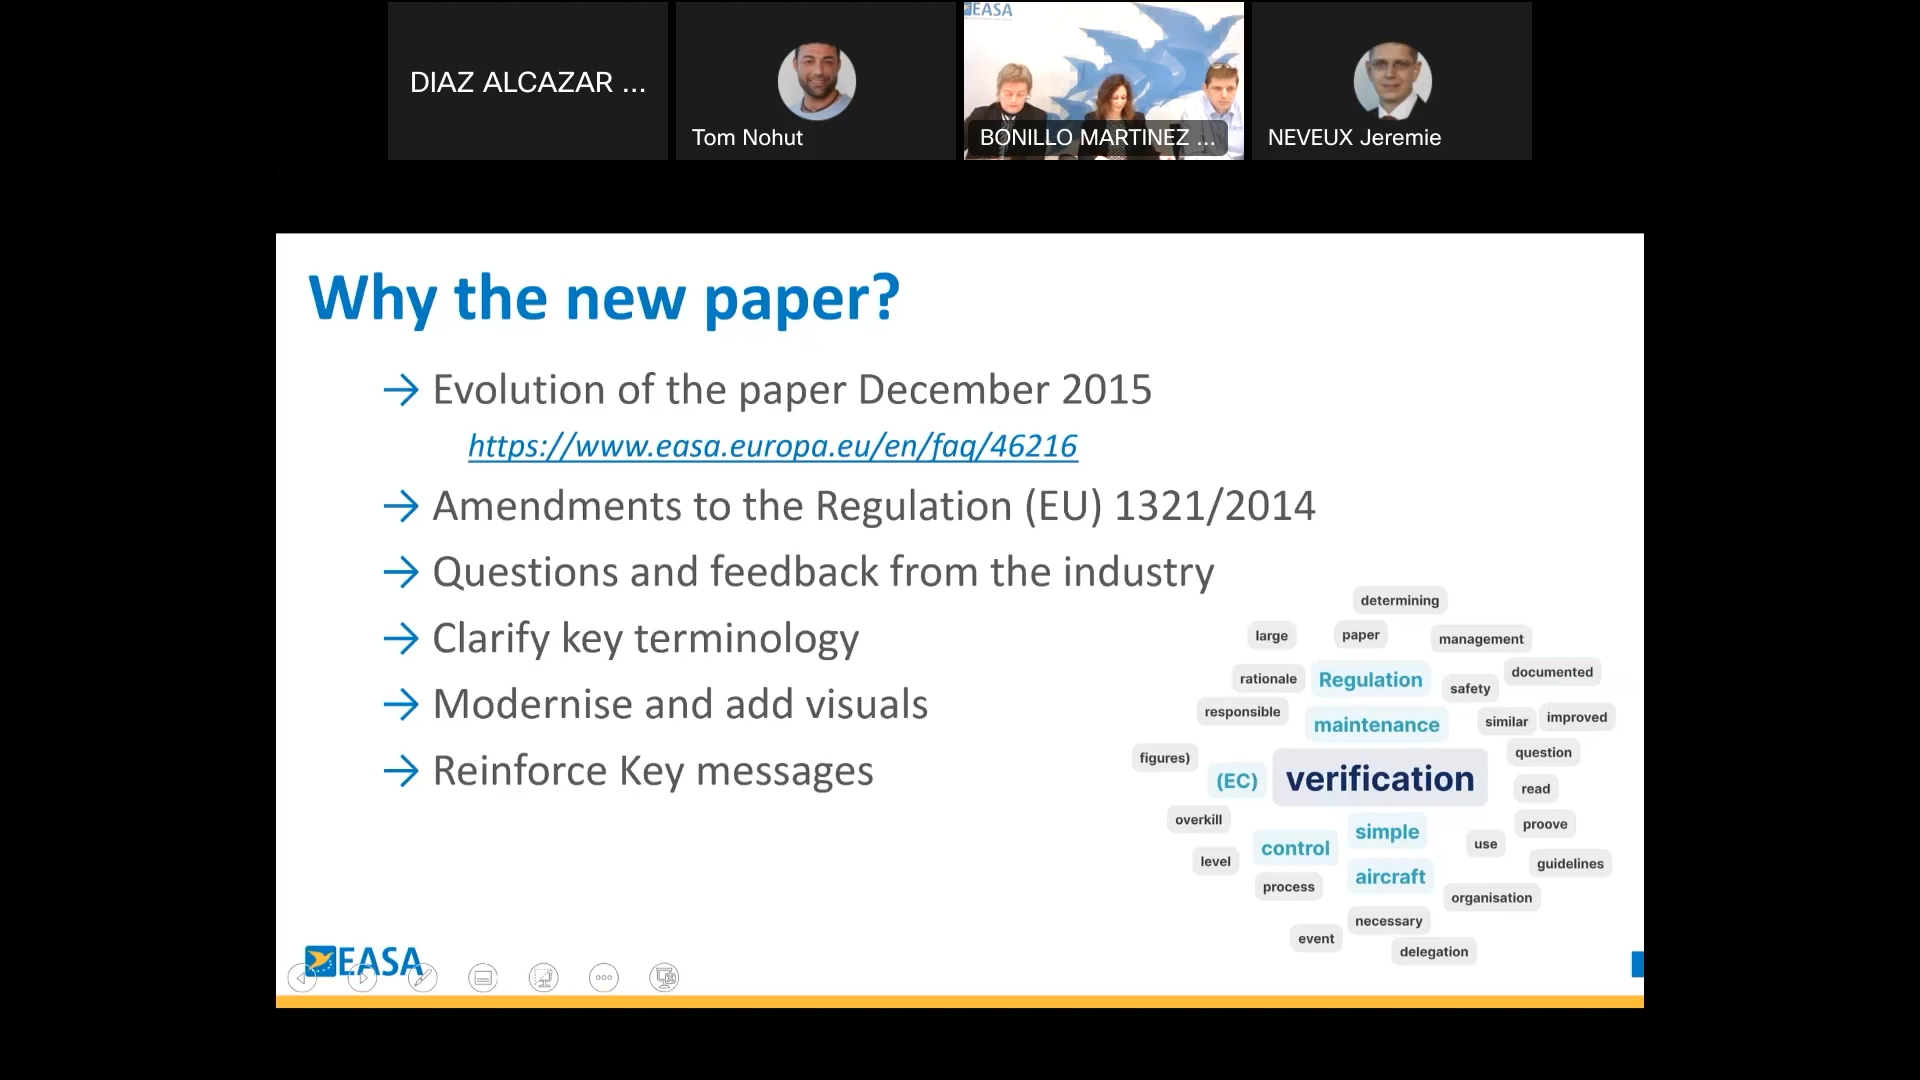 DIAZ ALCAZAR ...
Tom Nohut
EASA
BONILLO MARTINEZ ...
NEVEUX Jeremie
Why the new paper?
→ Evolution of the paper December 2015
https://www.easa.europa.eu/en/faq/46216
→ Amendments to the Regulation (EU) 1321/2014
→ Questions and feedback from the industry
→ Clarify key terminology
→ Modernise and add visuals
→ Reinforce Key messages
determining
large paper management
rationale Regulation safety documented
responsible maintenance similar improved
figures) (EC) verification question
read
overkill simple proove
control use
level aircraft guidelines
process organisation
necessary
event delegation
EASA